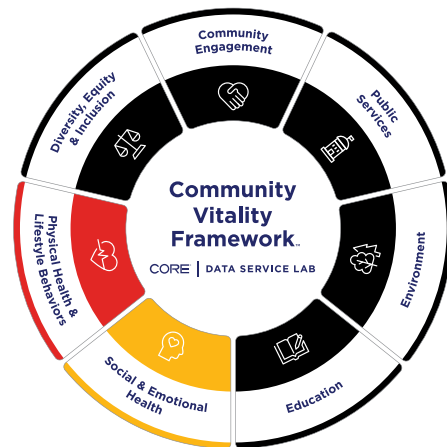 Community
Engagement
Public
Services
Environment
Education
Social & Emotional
Health
Physical Health &
Lifestyle Behaviors
Diversity, Equity
& Inclusion
Community
Vitality
Framework™
CORE | DATA SERVICE LAB